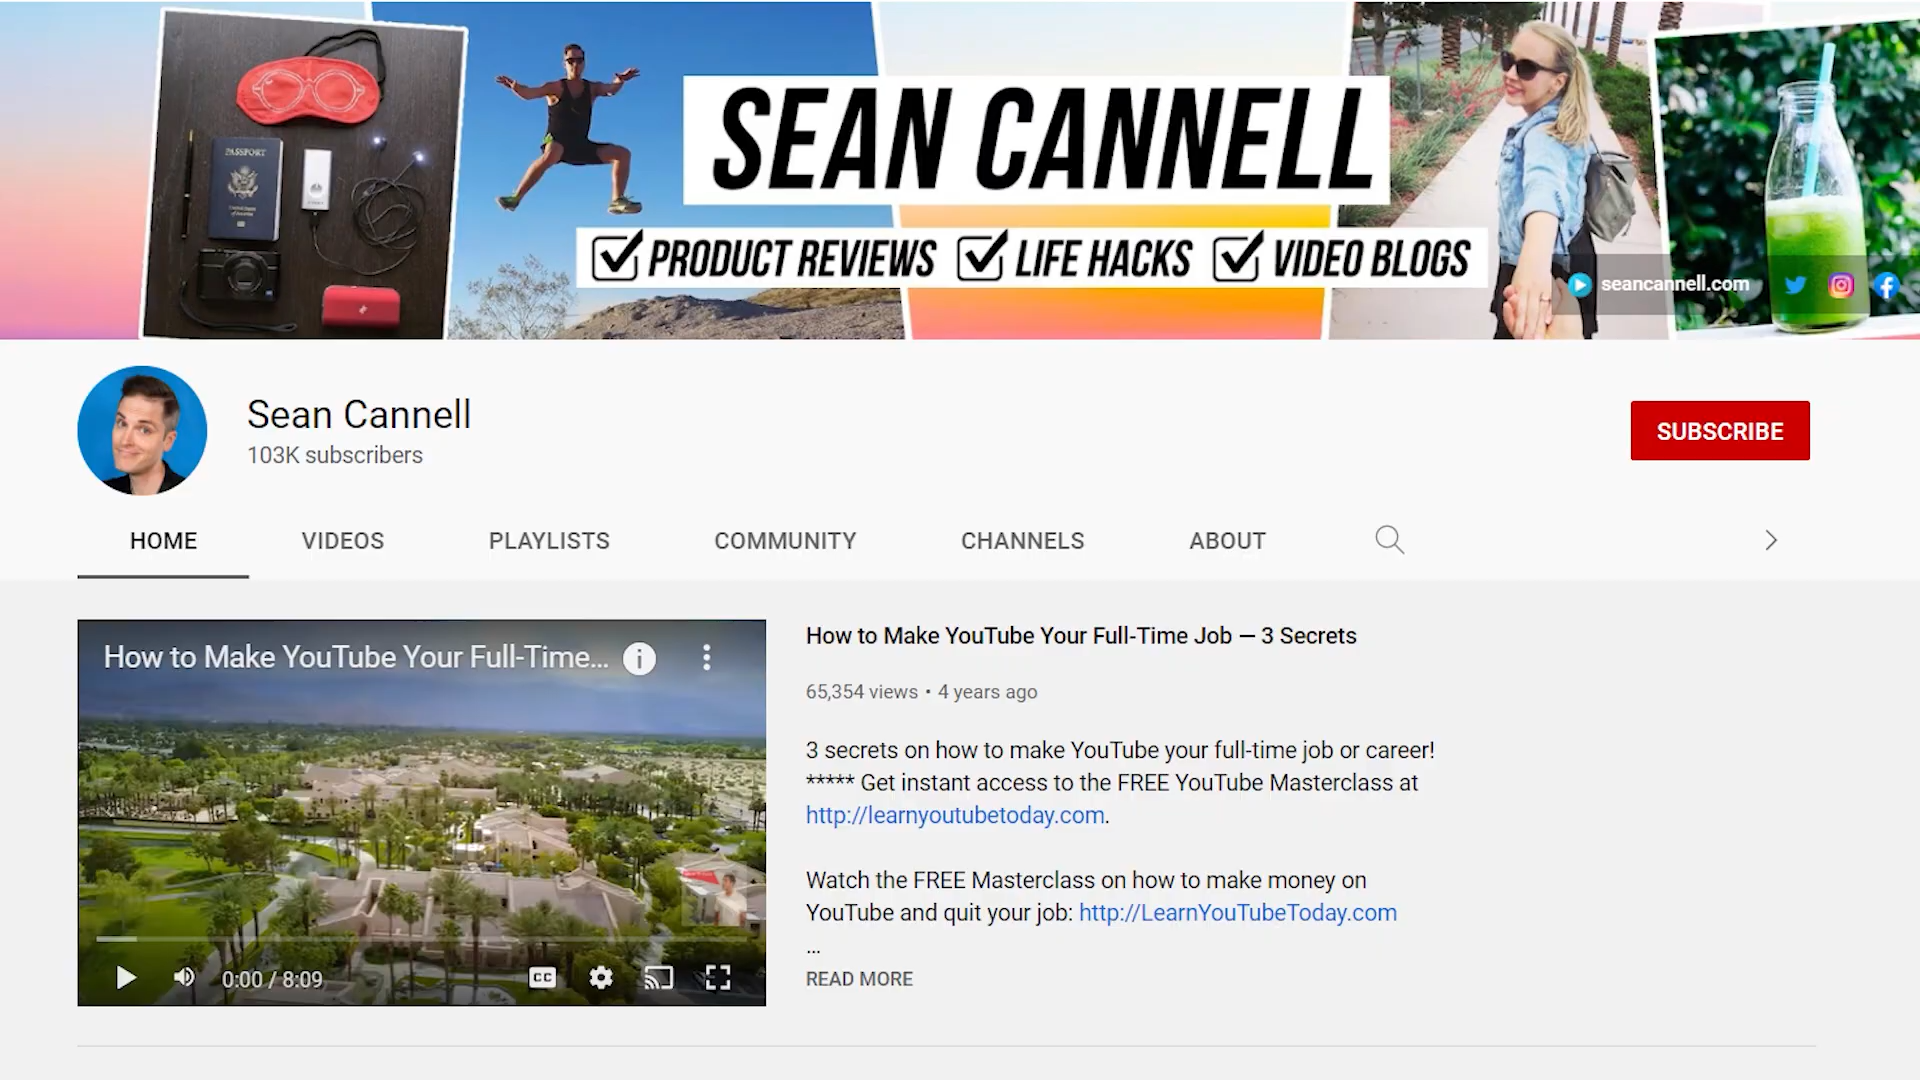 PASSPORT
SEAN CANNELL
PRODUCT REVIEWS LIFE HACKS VIDEO BLOGS
seancannell.com
Sean Cannell
103K subscribers
SUBSCRIBE
HOME VIDEOS PLAYLISTS COMMUNITY CHANNELS ABOUT
How to Make YouTube Your Full-Time...
0:00 / 8:09
CC
How to Make YouTube Your Full-Time Job — 3 Secrets
65,354 views • 4 years ago
3 secrets on how to make YouTube your full-time job or career!
***** Get instant access to the FREE YouTube Masterclass at
http://learnyoutubetoday.com.
Watch the FREE Masterclass on how to make money on
YouTube and quit your job: http://LearnYouTubeToday.com
...
READ MORE